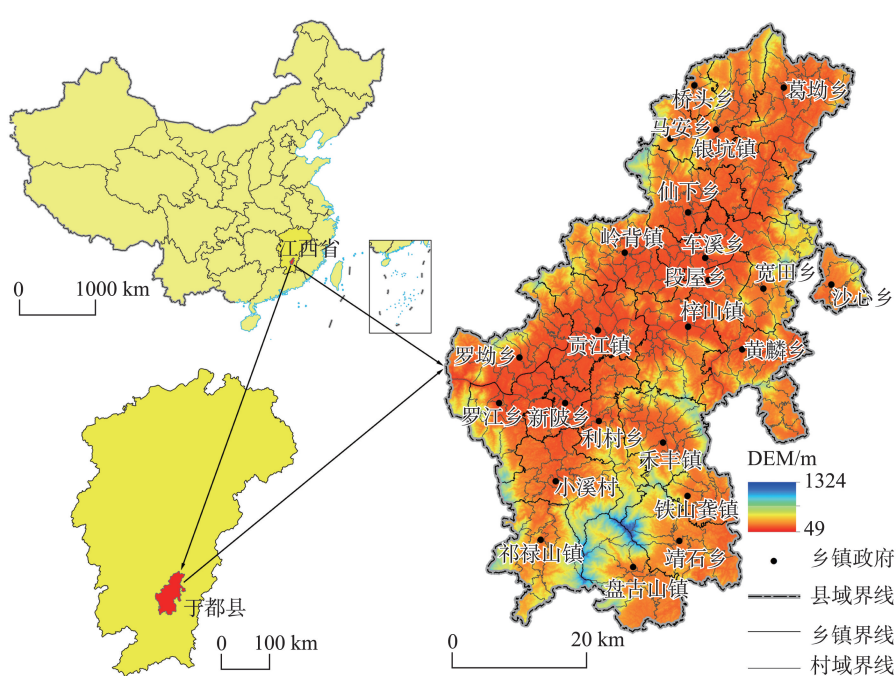 江西省
0 1000 km
于都县
0 100 km
桥头乡
葛坳乡
马安乡
银坑镇
仙下乡
岭背镇
车溪乡
段屋乡
宽田乡
沙心乡
梓山镇
贡江镇
黄麟乡
罗坳乡
罗江乡
新陂乡
利村乡
禾丰镇
小溪村
铁山龚镇
祁禄山镇
靖石乡
盘古山镇
0 20 km
DEM/m
1324
49
乡镇政府
县域界线
乡镇界线
村域界线